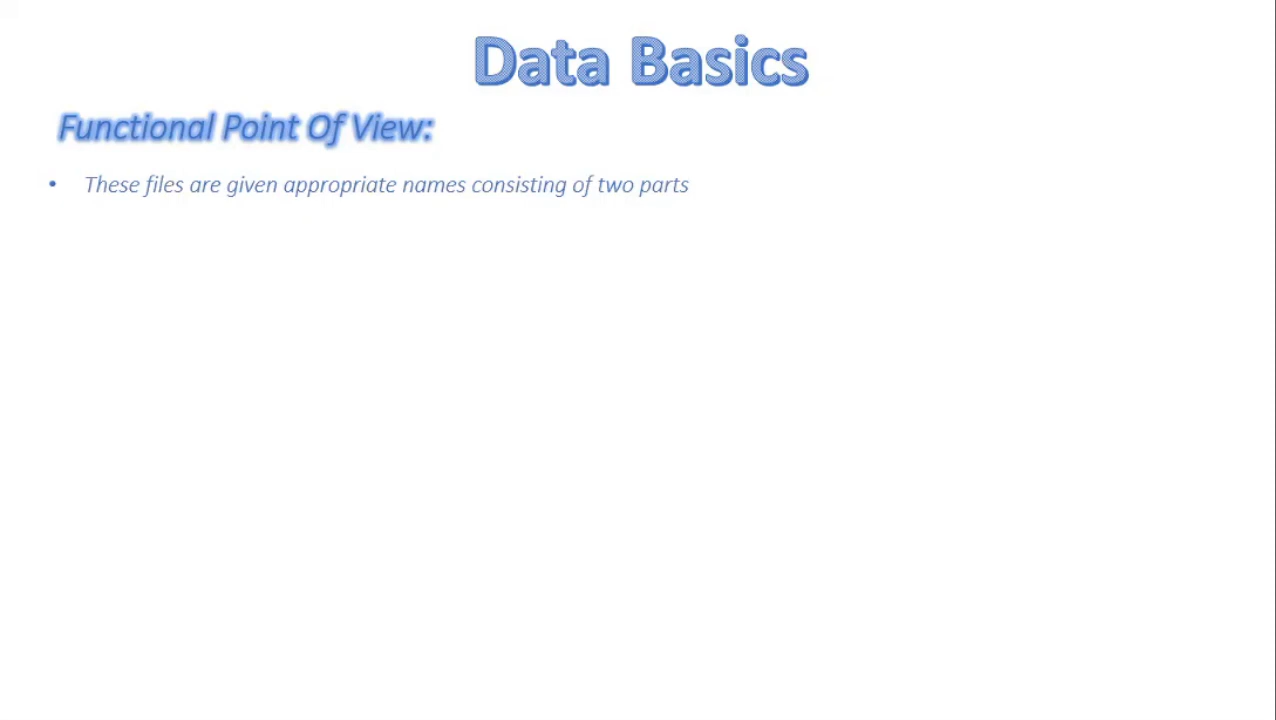 Data Basics
Functional Point Of View:
• These files are given appropriate names consisting of two parts